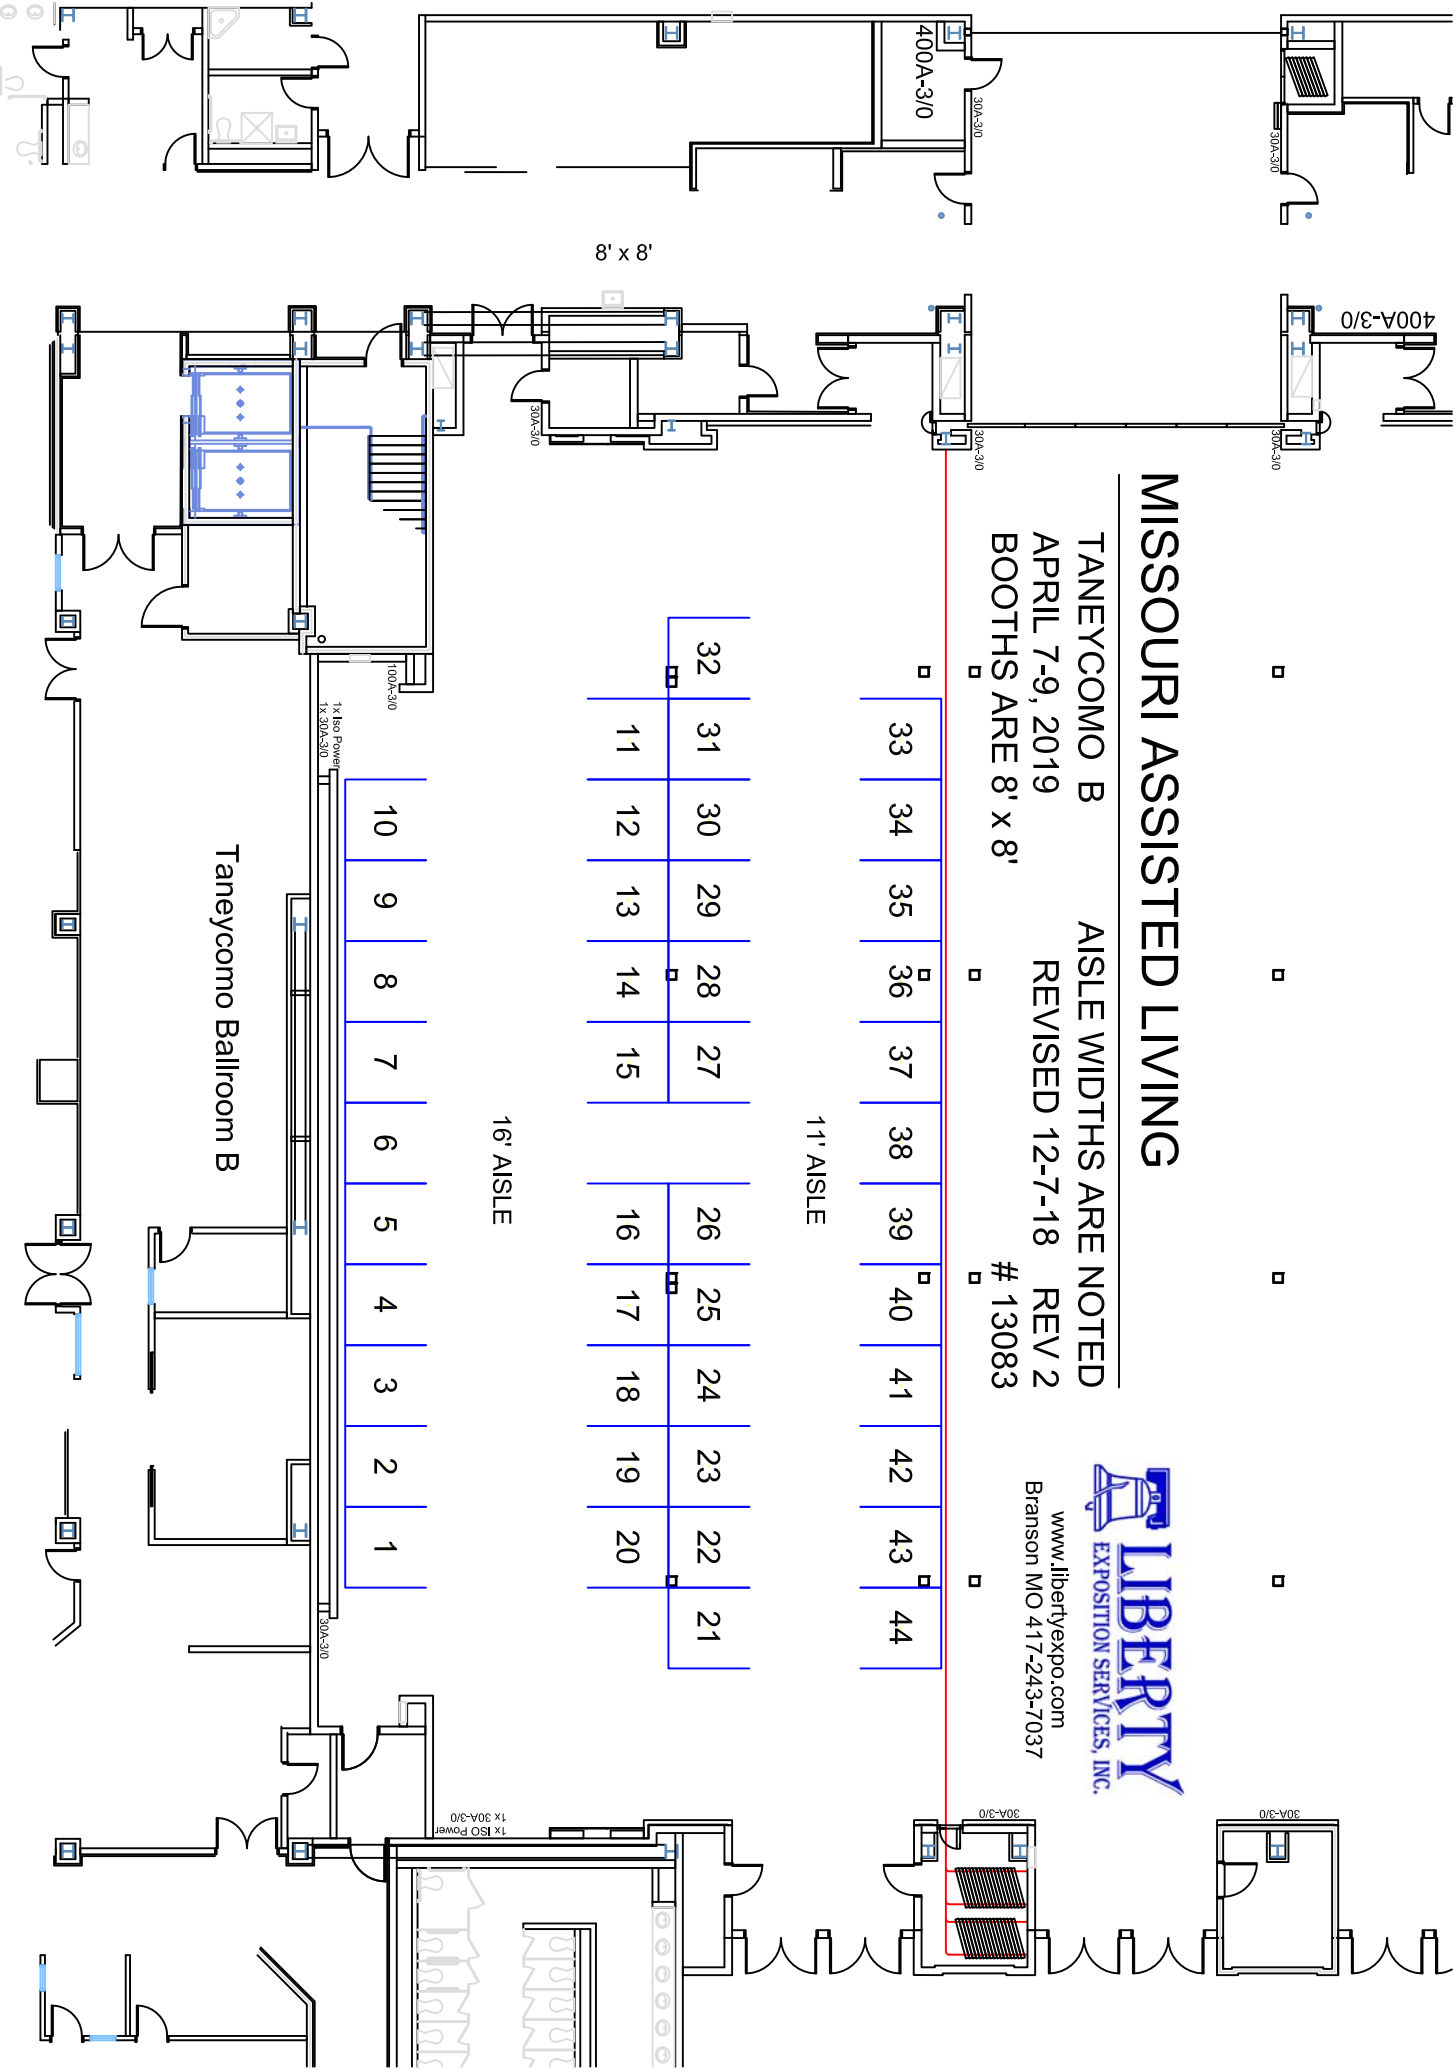 MISSOURI ASSISTED LIVING
TANEYCOMO B AISLE WIDTHS ARE NOTED
APRIL 7-9, 2019 REVISED 12-7-18 REV 2
BOOTHS ARE 8' x 8' # 13083
LIBERTY
EXPOSITION SERVICES, INC.
www.libertyexpo.com
Branson MO 417-243-7037
400A-3/0
30A-3/0
30A-3/0
8' x 8'
400A-3/0
30A-3/0
30A-3/0
30A-3/0
33 34 35 36 37 38 39 40 41 42 43 44
11' AISLE
32 31 30 29 28 27 26 25 24 23 22 21
11 12 13 14 15 16 17 18 19 20
16' AISLE
10 9 8 7 6 5 4 3 2 1
100A-3/0
1x Iso Power
1x 30A-3/0
30A-3/0
Taneycomo Ballroom B
1x ISO Power
1x 30A-3/0
30A-3/0
30A-3/0